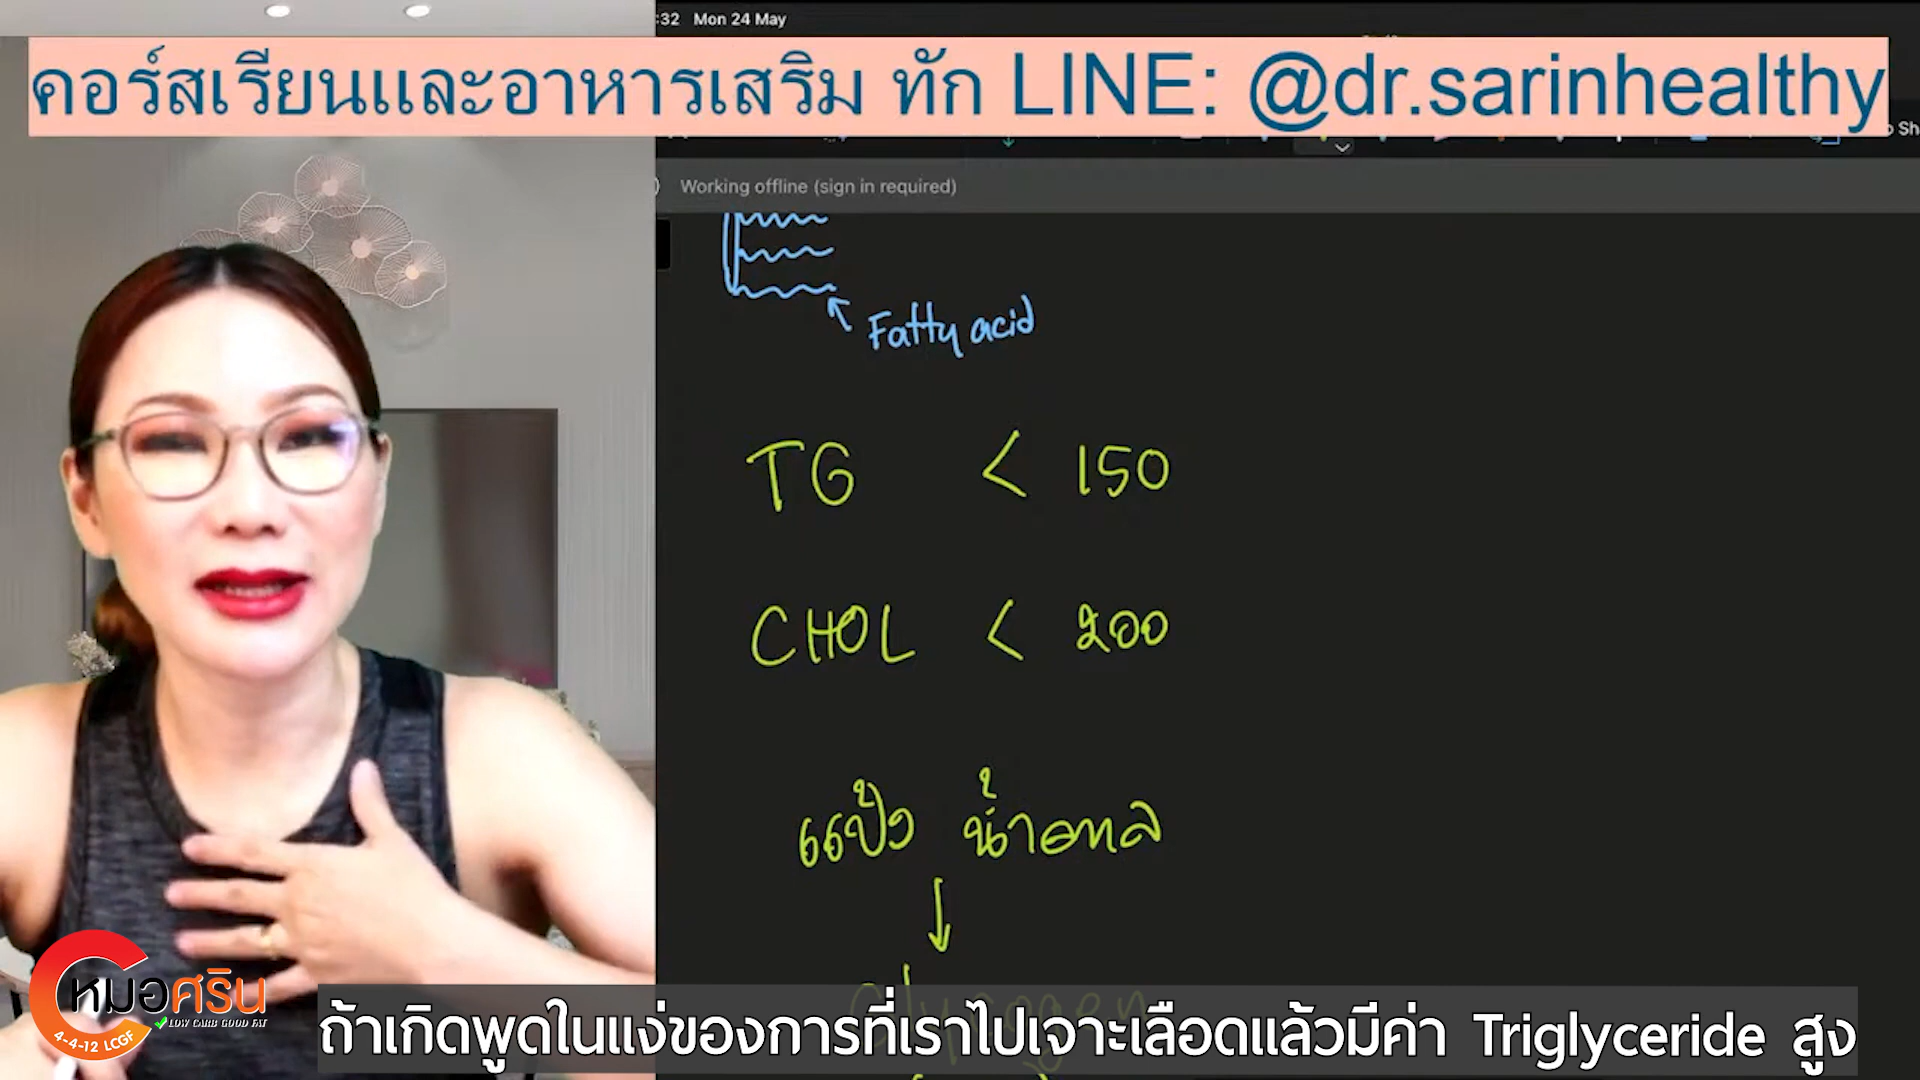 :32 Mon 24 May
คอร์สเรียนและอาหารเสริม ทัก LINE: @dr.sarinhealthy
Working offline (sign in required)
Fatty acid
TG < 150
CHOL < 200
แป้ง น้ำตาล
↓
Glycogen
หมอศริน
LOW CARB GOOD FAT
4-4-12 LCGF
ถ้าเกิดพูดในแง่ของการที่เราไปเจาะเลือดแล้วมีค่า Triglyceride สูง